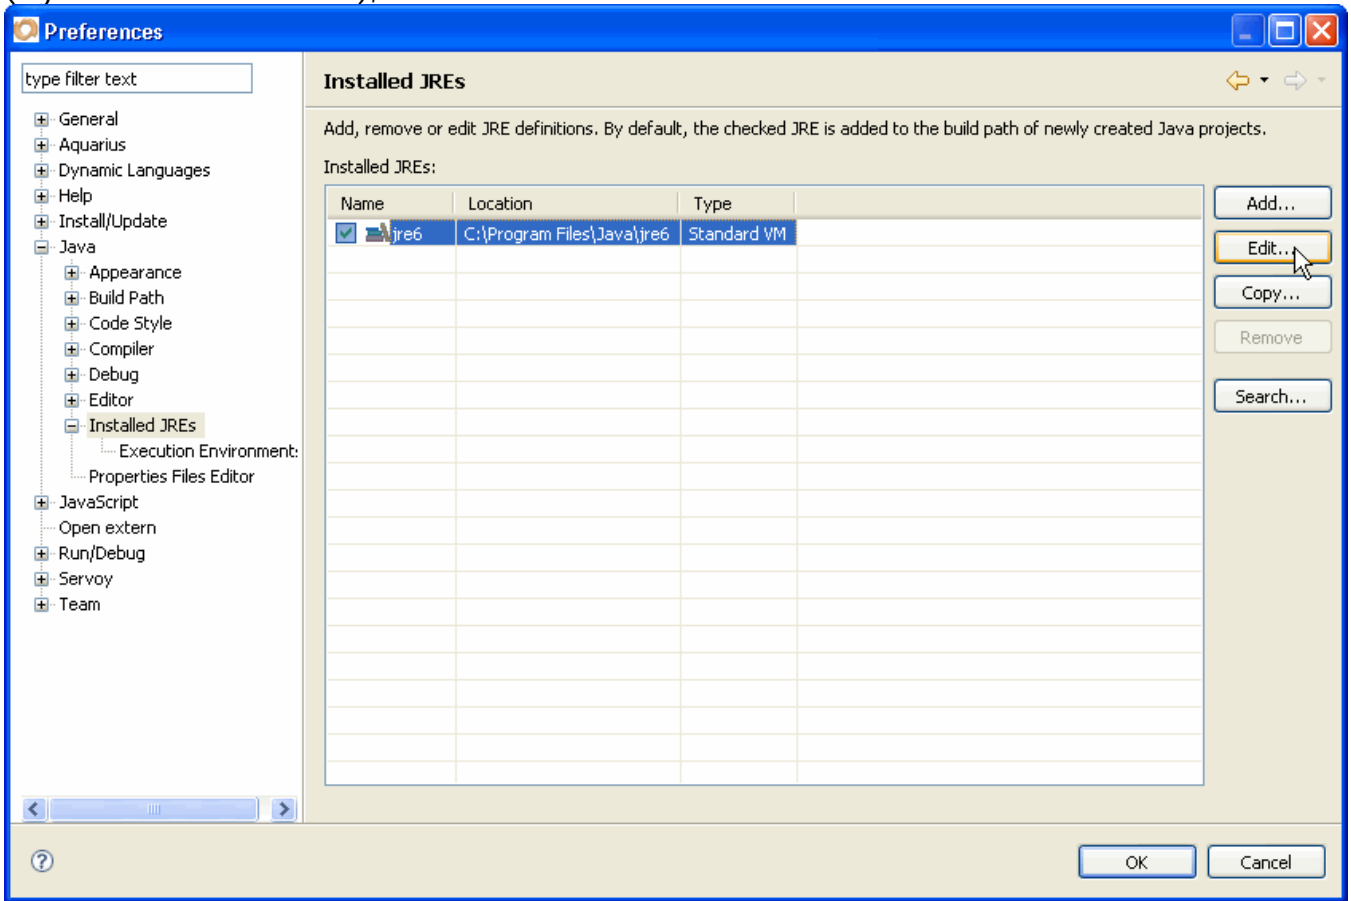 Preferences
type filter text
General
Aquarius
Dynamic Languages
Help
Install/Update
Java
Appearance
Build Path
Code Style
Compiler
Debug
Editor
Installed JREs
Execution Environment
Properties Files Editor
JavaScript
Open extern
Run/Debug
Servoy
Team
Installed JREs
Add, remove or edit JRE definitions. By default, the checked JRE is added to the build path of newly created Java projects.
Installed JREs:
Name Location Type
jre6 C:\Program Files\Java\jre6 Standard VM
Add...
Edit...
Copy...
Remove
Search...
OK Cancel